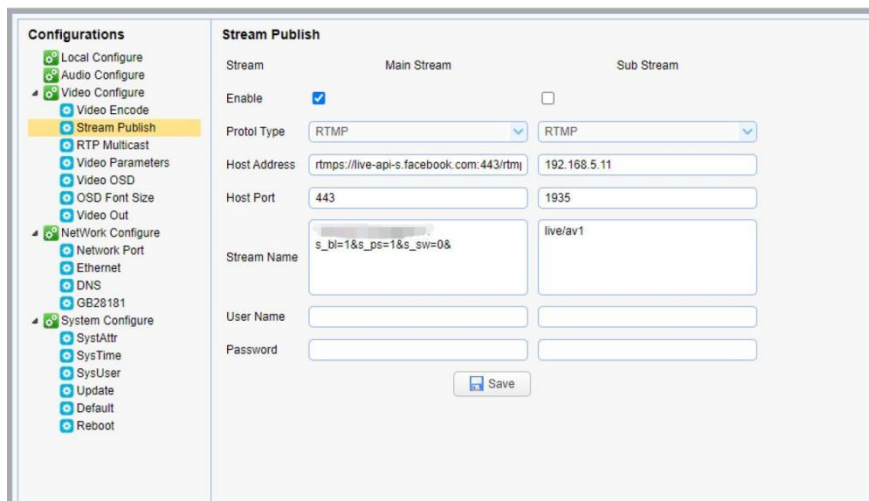 Configurations
Local Configure
Audio Configure
Video Configure
Video Encode
Stream Publish
RTP Multicast
Video Parameters
Video OSD
OSD Font Size
Video Out
NetWork Configure
Network Port
Ethernet
DNS
GB28181
System Configure
SystAttr
SysTime
SysUser
Update
Default
Reboot
Stream Publish
Stream Main Stream Sub Stream
Enable
Protol Type RTMP RTMP
Host Address rtmps://live-api-s.facebook.com:443/rtmp 192.168.5.11
Host Port 443 1935
Stream Name s_bl=1&s_ps=1&s_sw=0& live/av1
User Name
Password
Save